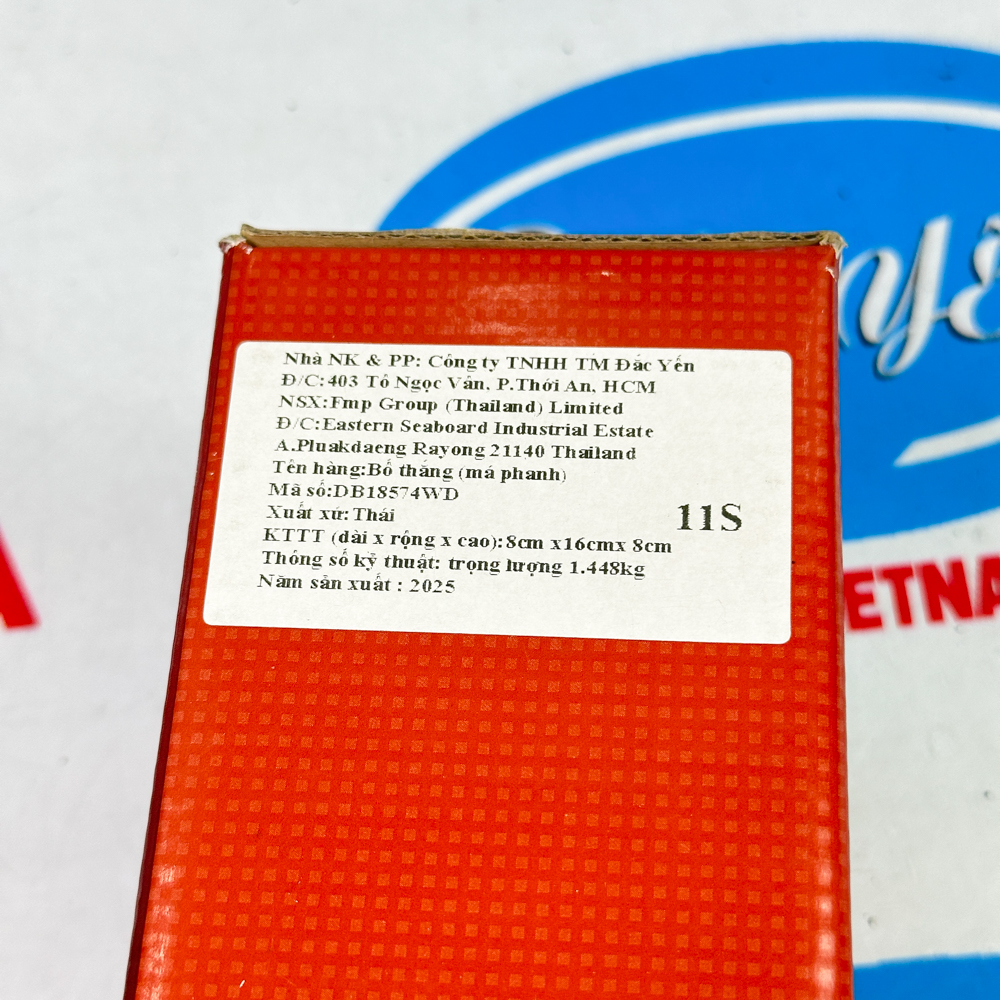 Nhà NK & PP: Công ty TNHH TM Đắc Yến
Đ/C:403 Tô Ngọc Vân, P.Thới An, HCM
NSX:Fmp Group (Thailand) Limited
Đ/C:Eastern Seaboard Industrial Estate
A.Pluakdaeng Rayong 21140 Thailand
Tên hàng:Bố thắng (má phanh)
Mã số:DB18574WD
Xuất xứ: Thái
11S
KTTT (dài x rộng x cao):8cm x16cmx 8cm
Thông số kỹ thuật: trọng lượng 1.448kg
Năm sản xuất : 2025